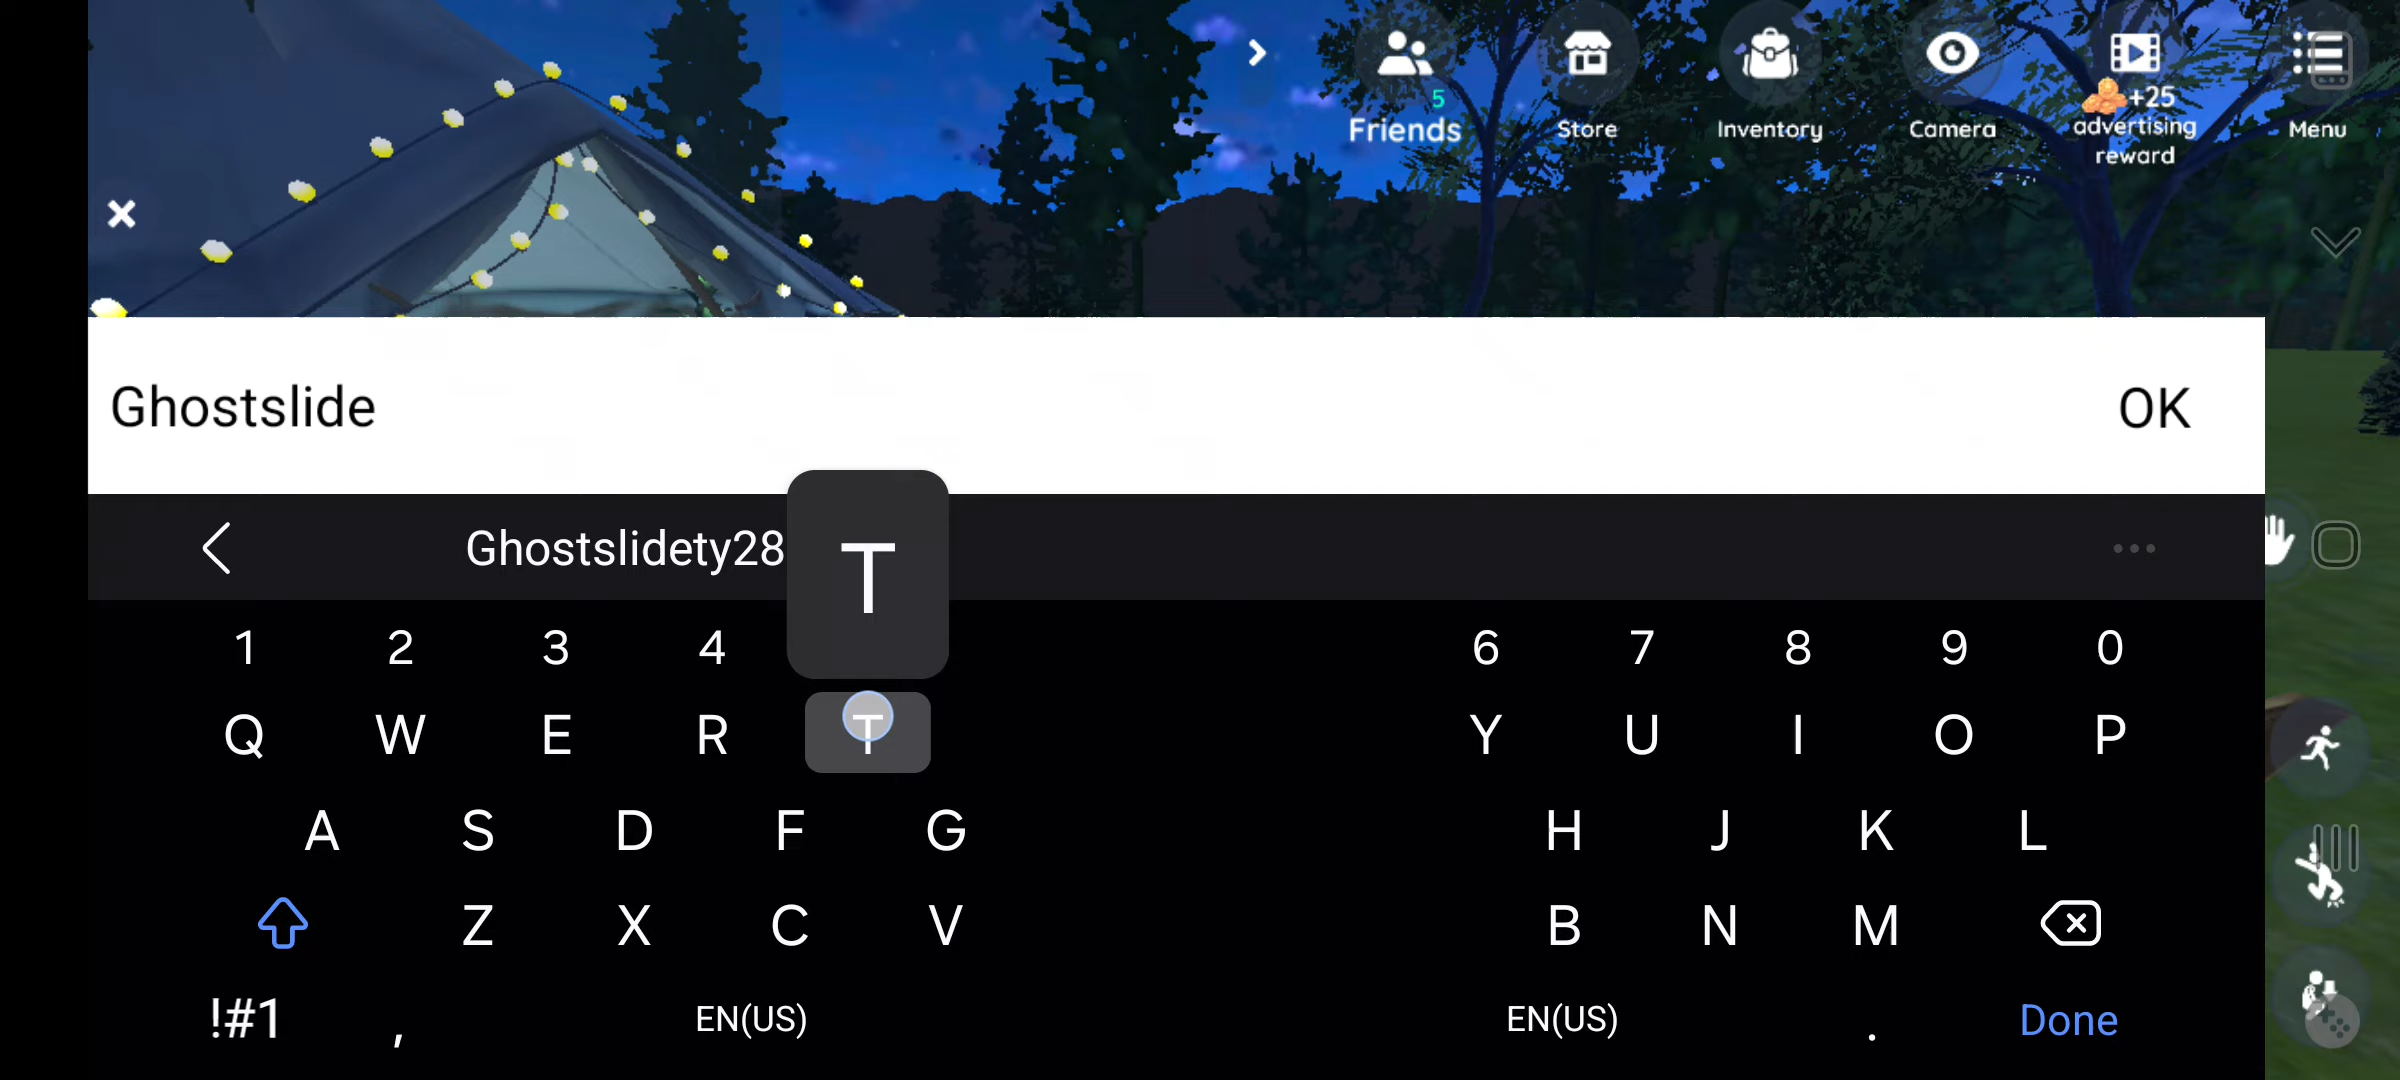 5
Friends
Store
Inventory
Camera
+25
advertising
reward
Menu
Ghostslide
OK
Ghostslidety28
T
...
1 2 3 4 6 7 8 9 0
Q W E R T Y U I O P
A S D F G H J K L
Z X C V B N M
!#1 , EN(US) EN(US) . Done